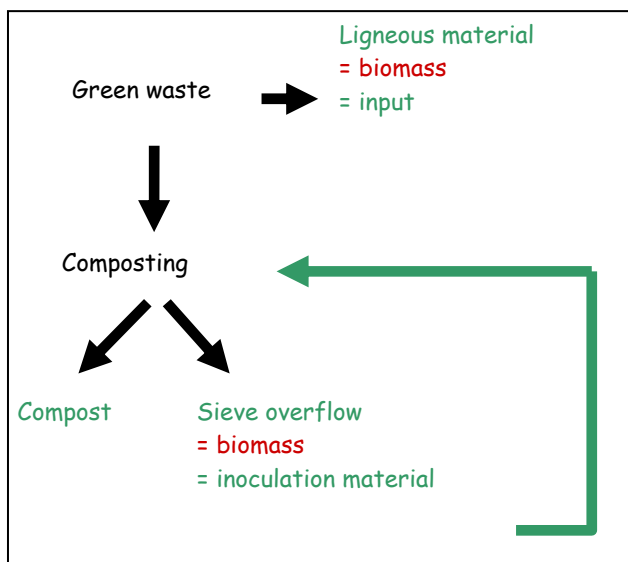 Ligneous material
= biomass
= input
Green waste
Composting
Compost
Sieve overflow
= biomass
= inoculation material